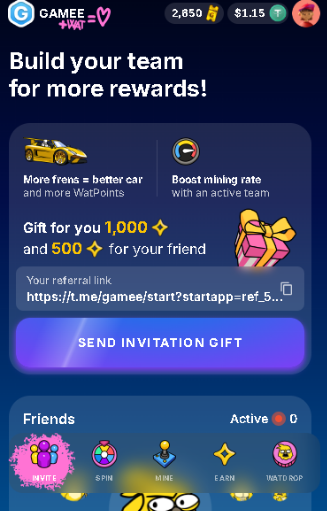 GAMEE
+WAT=
2,650
$1.15
Build your team
for more rewards!
More frens = better car
and more WatPoints
Boost mining rate
with an active team
Gift for you 1,000
and 500 for your friend
Your referral link
https://t.me/gamee/start?startapp=ref_5...
SEND INVITATION GIFT
Friends
Active 0
INVITE
SPIN
MINE
EARN
WATDROP